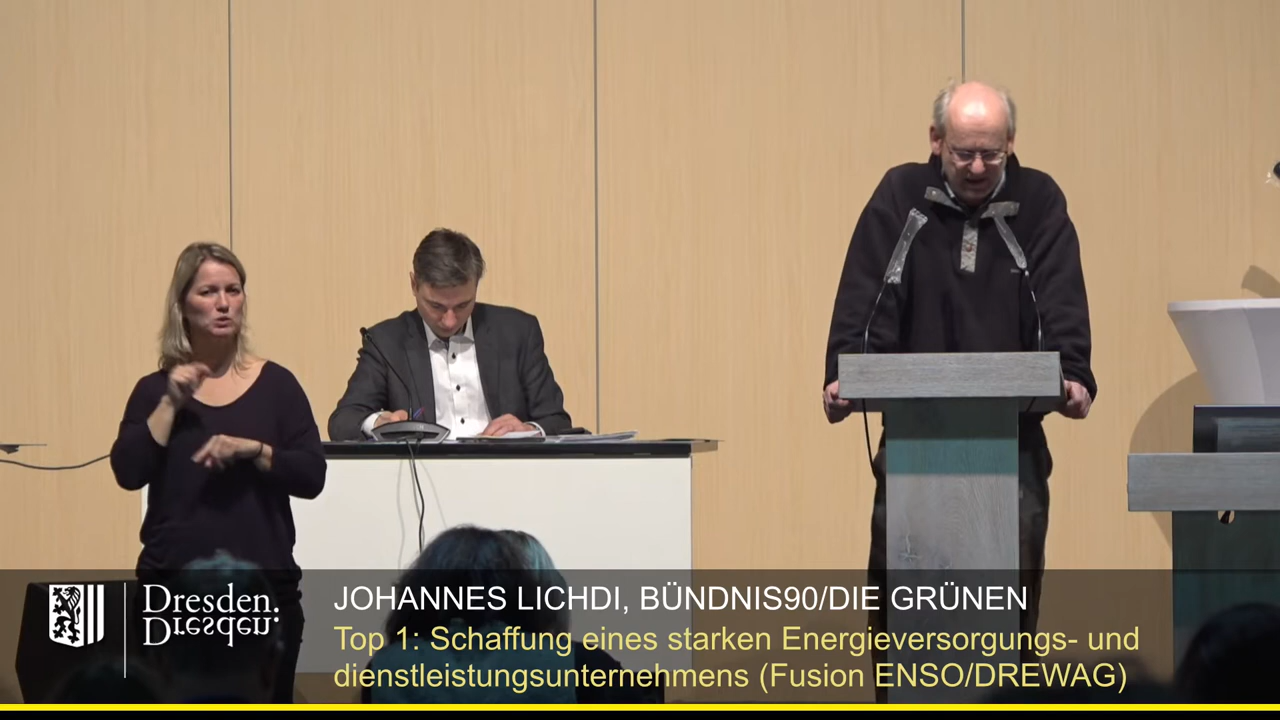 Dresden.
Dresden.
JOHANNES LICHDI, BÜNDNIS90/DIE GRÜNEN
Top 1: Schaffung eines starken Energieversorgungs- und
dienstleistungsunternehmens (Fusion ENSO/DREWAG)